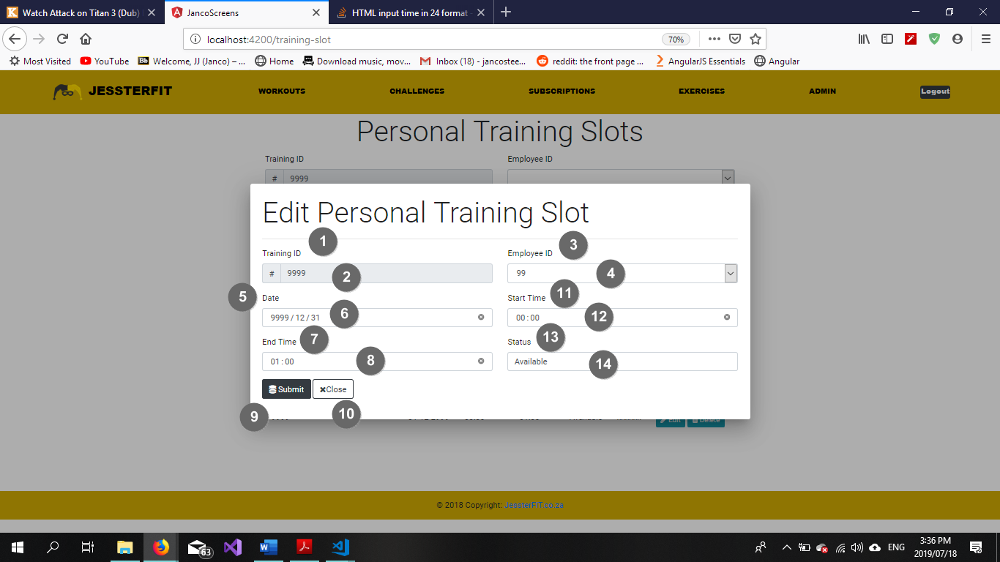 Watch Attack on Titan 3 (Dub)
JancoScreens
HTML input time in 24 format -
localhost:4200/training-slot
70%
Most Visited
YouTube
Bb Welcome, JJ (Janco) – ...
Home
Download music, mov...
Inbox (18) - jancostee...
reddit: the front page ...
AngularJS Essentials
Angular
JESSTERFIT
WORKOUTS
CHALLENGES
SUBSCRIPTIONS
EXERCISES
ADMIN
Logout
Personal Training Slots
Training ID
Employee ID
# 9999
Edit Personal Training Slot
1
3
Training ID
Employee ID
# 9999
2
99
4
5
Date
Start Time
11
9999 / 12 / 31
6
00 : 00
12
End Time
7
Status
13
01 : 00
8
Available
14
Submit
Close
9
10
Edit
Delete
© 2018 Copyright: JessterFIT.co.za
63
ENG
3:36 PM
2019/07/18